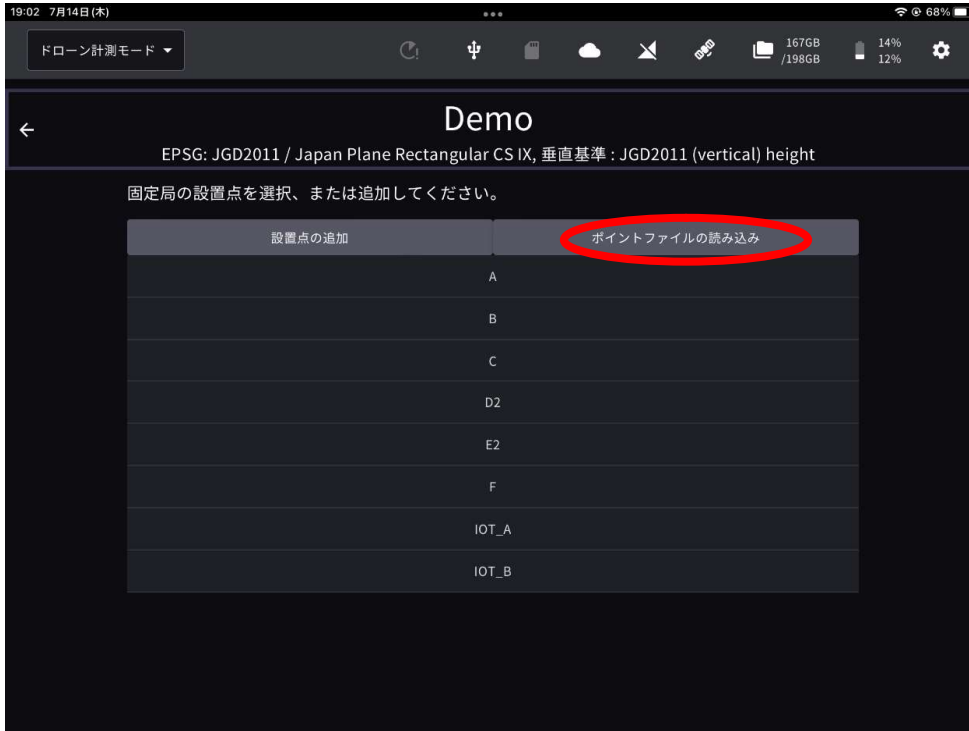 19:02 7月14日(木)
68%
ドローン計測モード
167GB
/198GB
14%
12%
Demo
EPSG: JGD2011 / Japan Plane Rectangular CS IX, 垂直基準 : JGD2011 (vertical) height
固定局の設置点を選択、または追加してください。
設置点の追加
ポイントファイルの読み込み
A
B
C
D2
E2
F
IOT_A
IOT_B